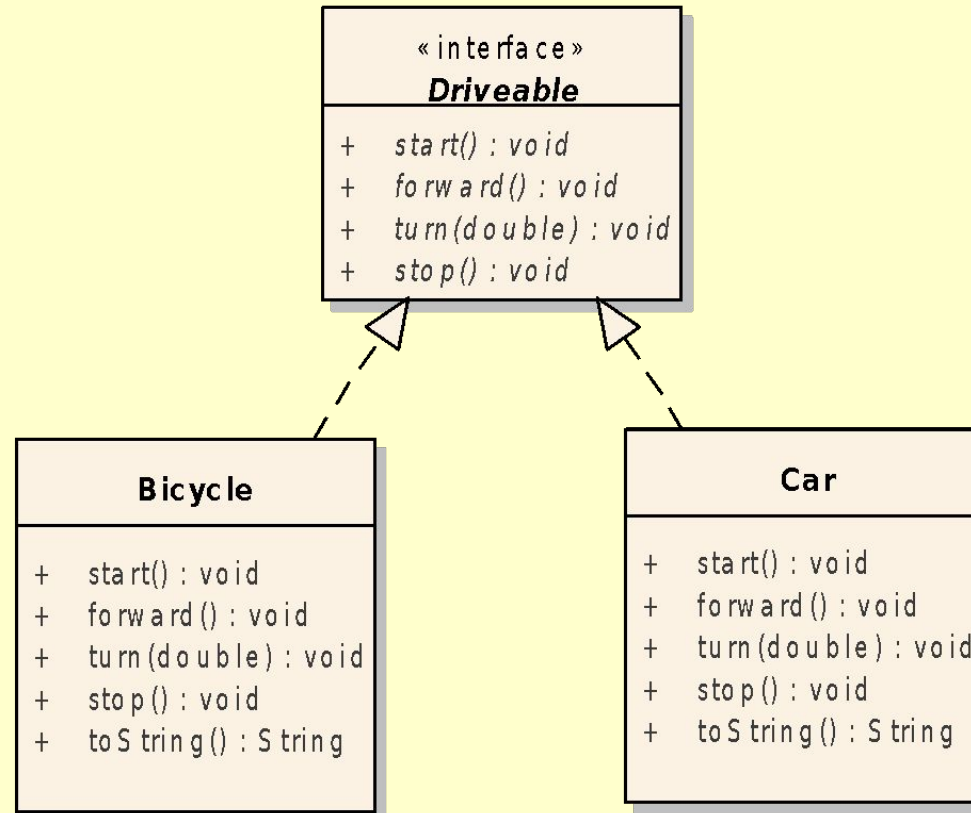 «interface»
Driveable
+ start() : void
+ forward() : void
+ turn(double) : void
+ stop() : void
Bicycle
+ start() : void
+ forward() : void
+ turn(double) : void
+ stop() : void
+ toString() : String
Car
+ start() : void
+ forward() : void
+ turn(double) : void
+ stop() : void
+ toString() : String